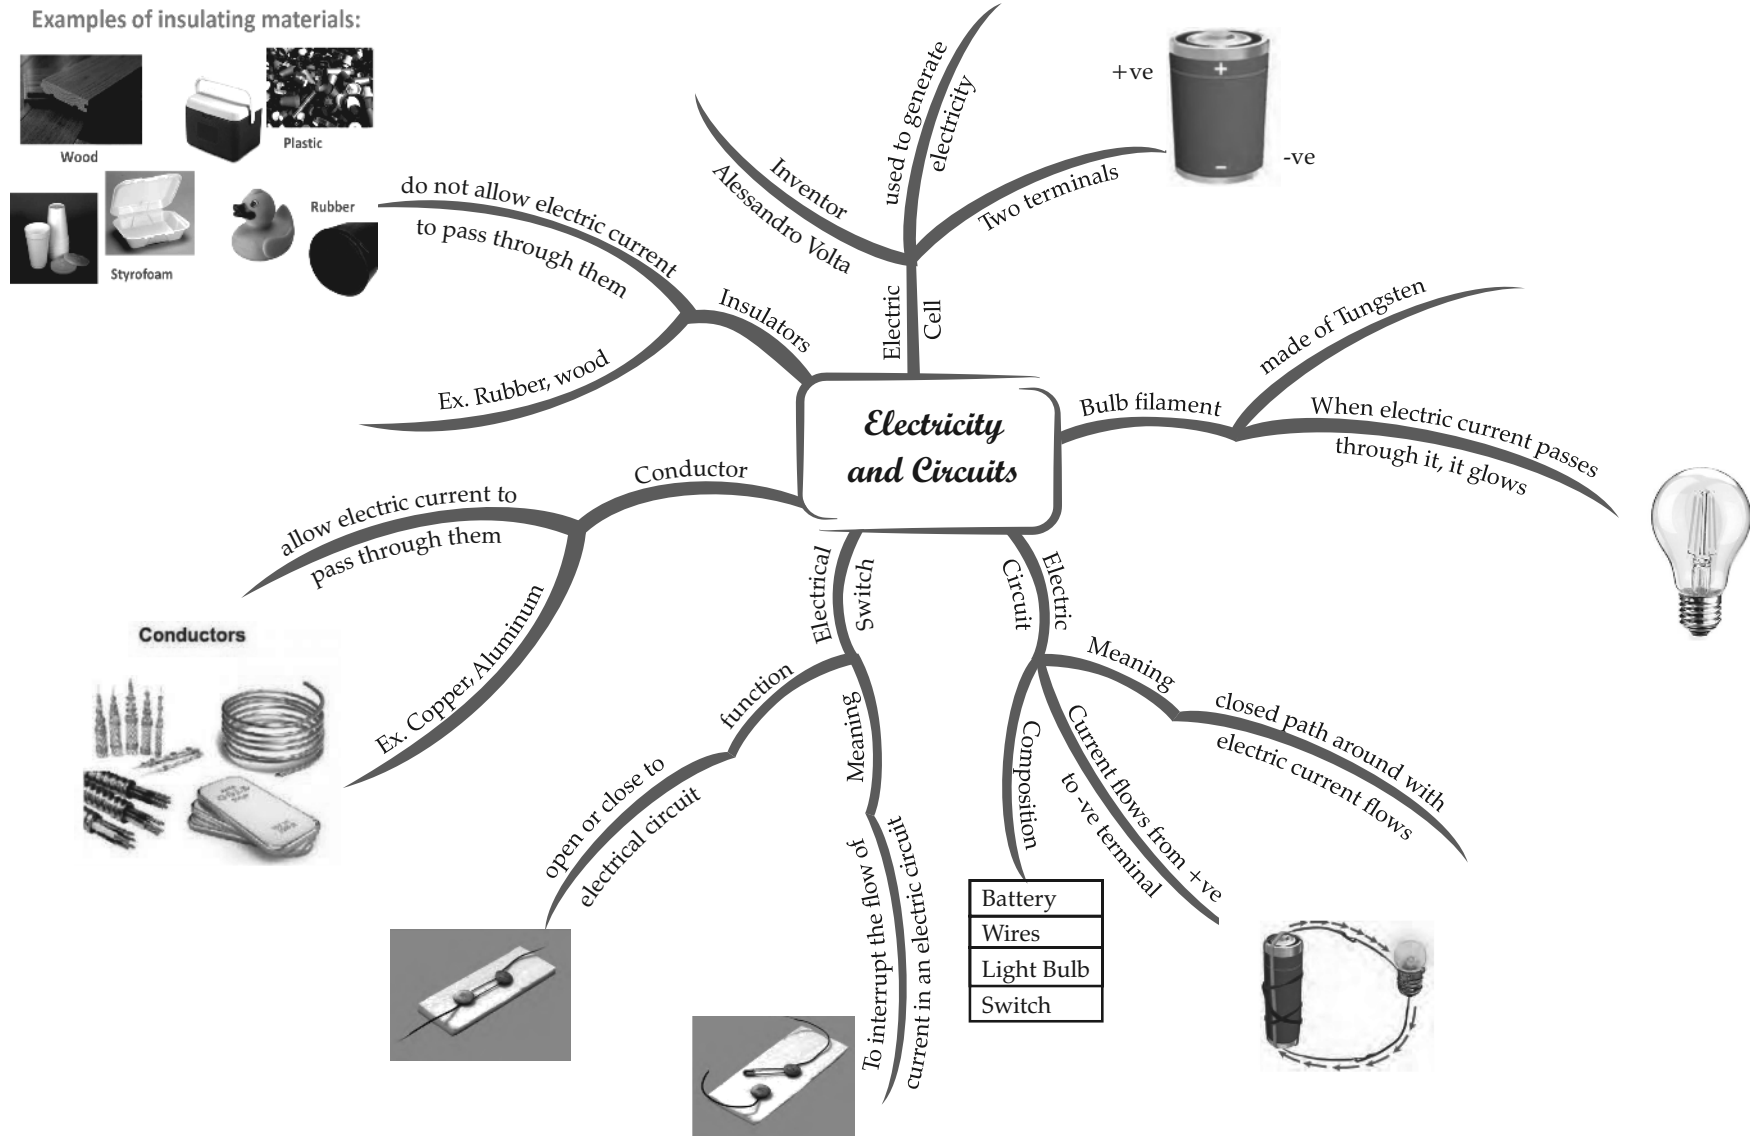 Examples of insulating materials:
Wood
Plastic
Styrofoam
Rubber
do not allow electric current
to pass through them
Insulators
Ex. Rubber, wood
Inventor
Alessandro Volta
used to generate
electricity
Two terminals
+ve
+
-
-ve
Electric
Cell
Electricity
and Circuits
Bulb filament
made of Tungsten
When electric current passes
through it, it glows
Conductor
allow electric current to
pass through them
Ex. Copper, Aluminum
Conductors
Electrical
Switch
function
open or close to
electrical circuit
Meaning
To interrupt the flow of
current in an electric circuit
Electric
Circuit
Composition
Battery
Wires
Light Bulb
Switch
Current flows from +ve
to -ve terminal
Meaning
closed path around with
electric current flows